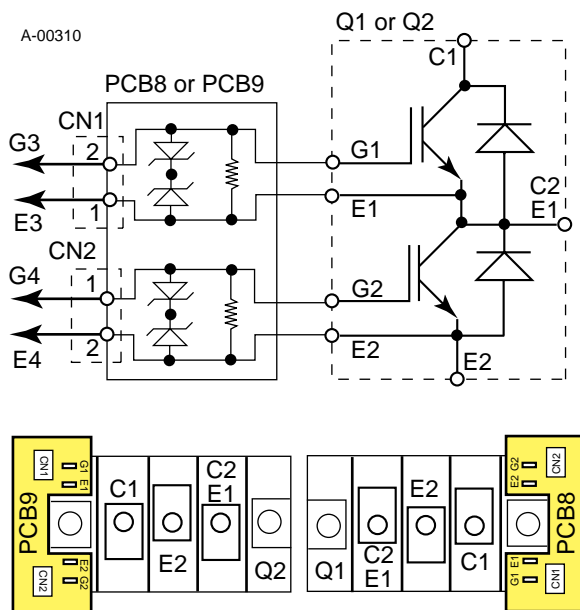 A-00310
Q1 or Q2
C1
PCB8 or PCB9
CN1
G3
2
G1
E3
1
E1
C2
E1
CN2
G4
1
G2
E4
2
E2
E2
PCB9
CN1
G1
E1
E2
G2
CN2
C1
E2
C2
E1
Q2
Q1
C2
E1
E2
C1
G2
E2
CN2
E1
G1
CN1
PCB8